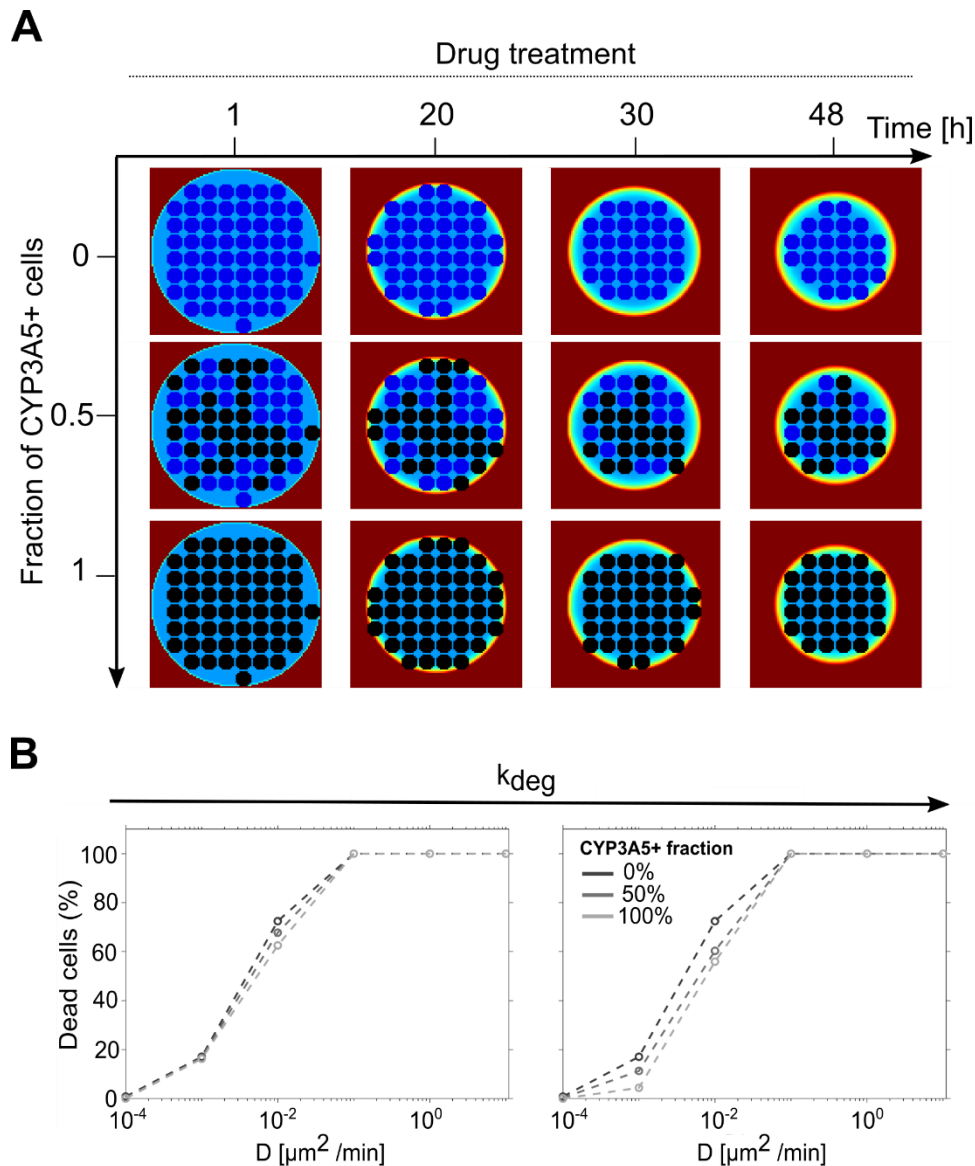 A
Drug treatment
1 20 30 48 Time [h]
Fraction of CYP3A5+ cells
0
0.5
1
B
k_deg
Dead cells (%)
100
80
60
40
20
0
10⁻⁴ 10⁻² 10⁰
D [µm² /min]
CYP3A5+ fraction
0%
50%
100%
10⁻⁴ 10⁻² 10⁰
D [µm² /min]